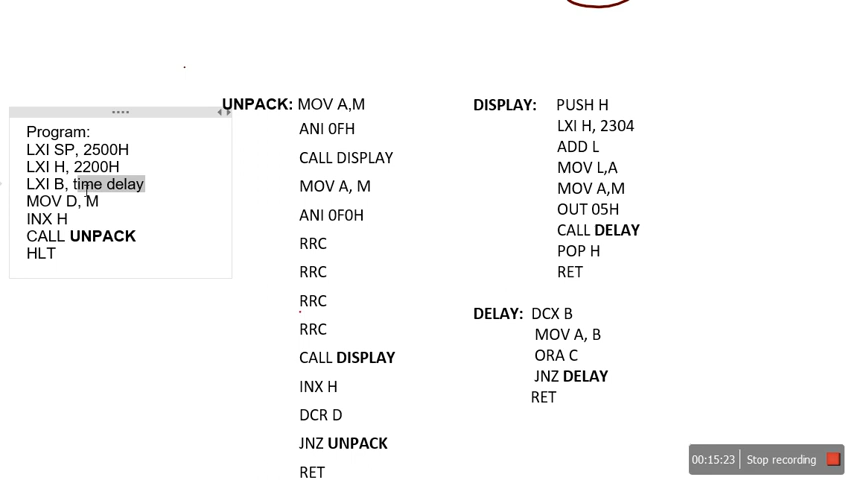 Program:
LXI SP, 2500H
LXI H, 2200H
LXI B, time delay
MOV D, M
INX H
CALL UNPACK
HLT
UNPACK: MOV A,M
ANI 0FH
CALL DISPLAY
MOV A, M
ANI 0F0H
RRC
RRC
RRC
RRC
CALL DISPLAY
INX H
DCR D
JNZ UNPACK
RET
DISPLAY: PUSH H
LXI H, 2304
ADD L
MOV L,A
MOV A,M
OUT 05H
CALL DELAY
POP H
RET
DELAY: DCX B
MOV A, B
ORA C
JNZ DELAY
RET
00:15:23 Stop recording